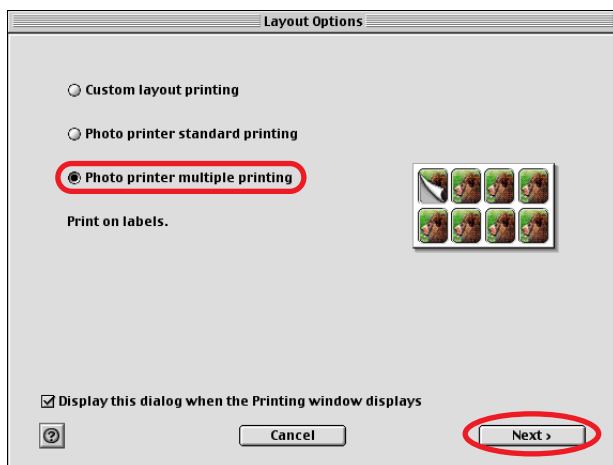 Layout Options
Custom layout printing
Photo printer standard printing
Photo printer multiple printing
Print on labels.
Display this dialog when the Printing window displays
?
Cancel
Next ›